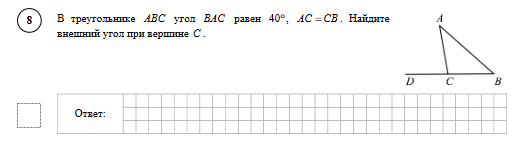 8
В треугольнике ABC угол BAC равен 40°, AC = CB. Найдите
внешний угол при вершине C.
A
D C B
Ответ: